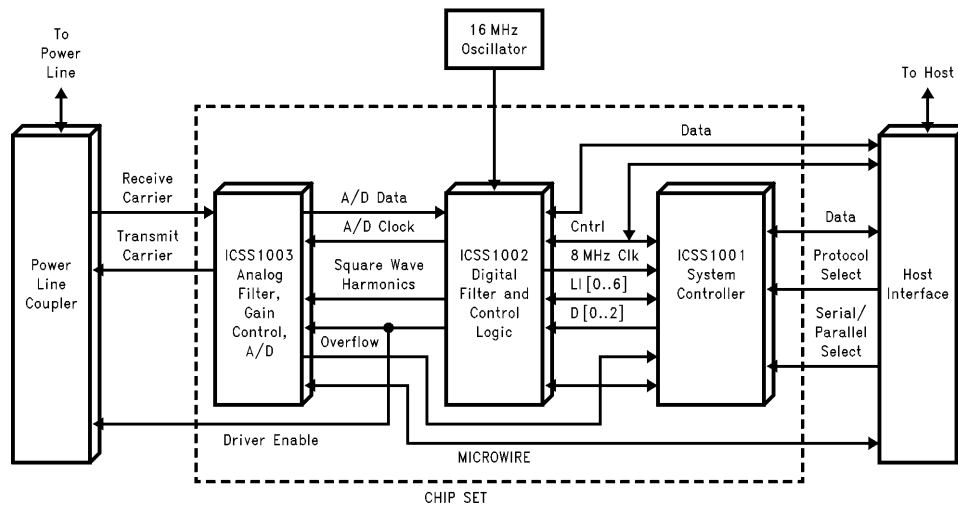 16 MHz
Oscillator
To
Power
Line
To Host
Data
Receive
Carrier
Transmit
Carrier
Power
Line
Coupler
ICSS1003
Analog
Filter,
Gain
Control,
A/D
A/D Data
A/D Clock
Square Wave
Harmonics
Overflow
Driver Enable
ICSS1002
Digital
Filter and
Control
Logic
Cntrl
8 MHz Clk
LI [0..6]
D [0..2]
ICSS1001
System
Controller
Data
Protocol
Select
Serial/
Parallel
Select
Host
Interface
MICROWIRE
CHIP SET